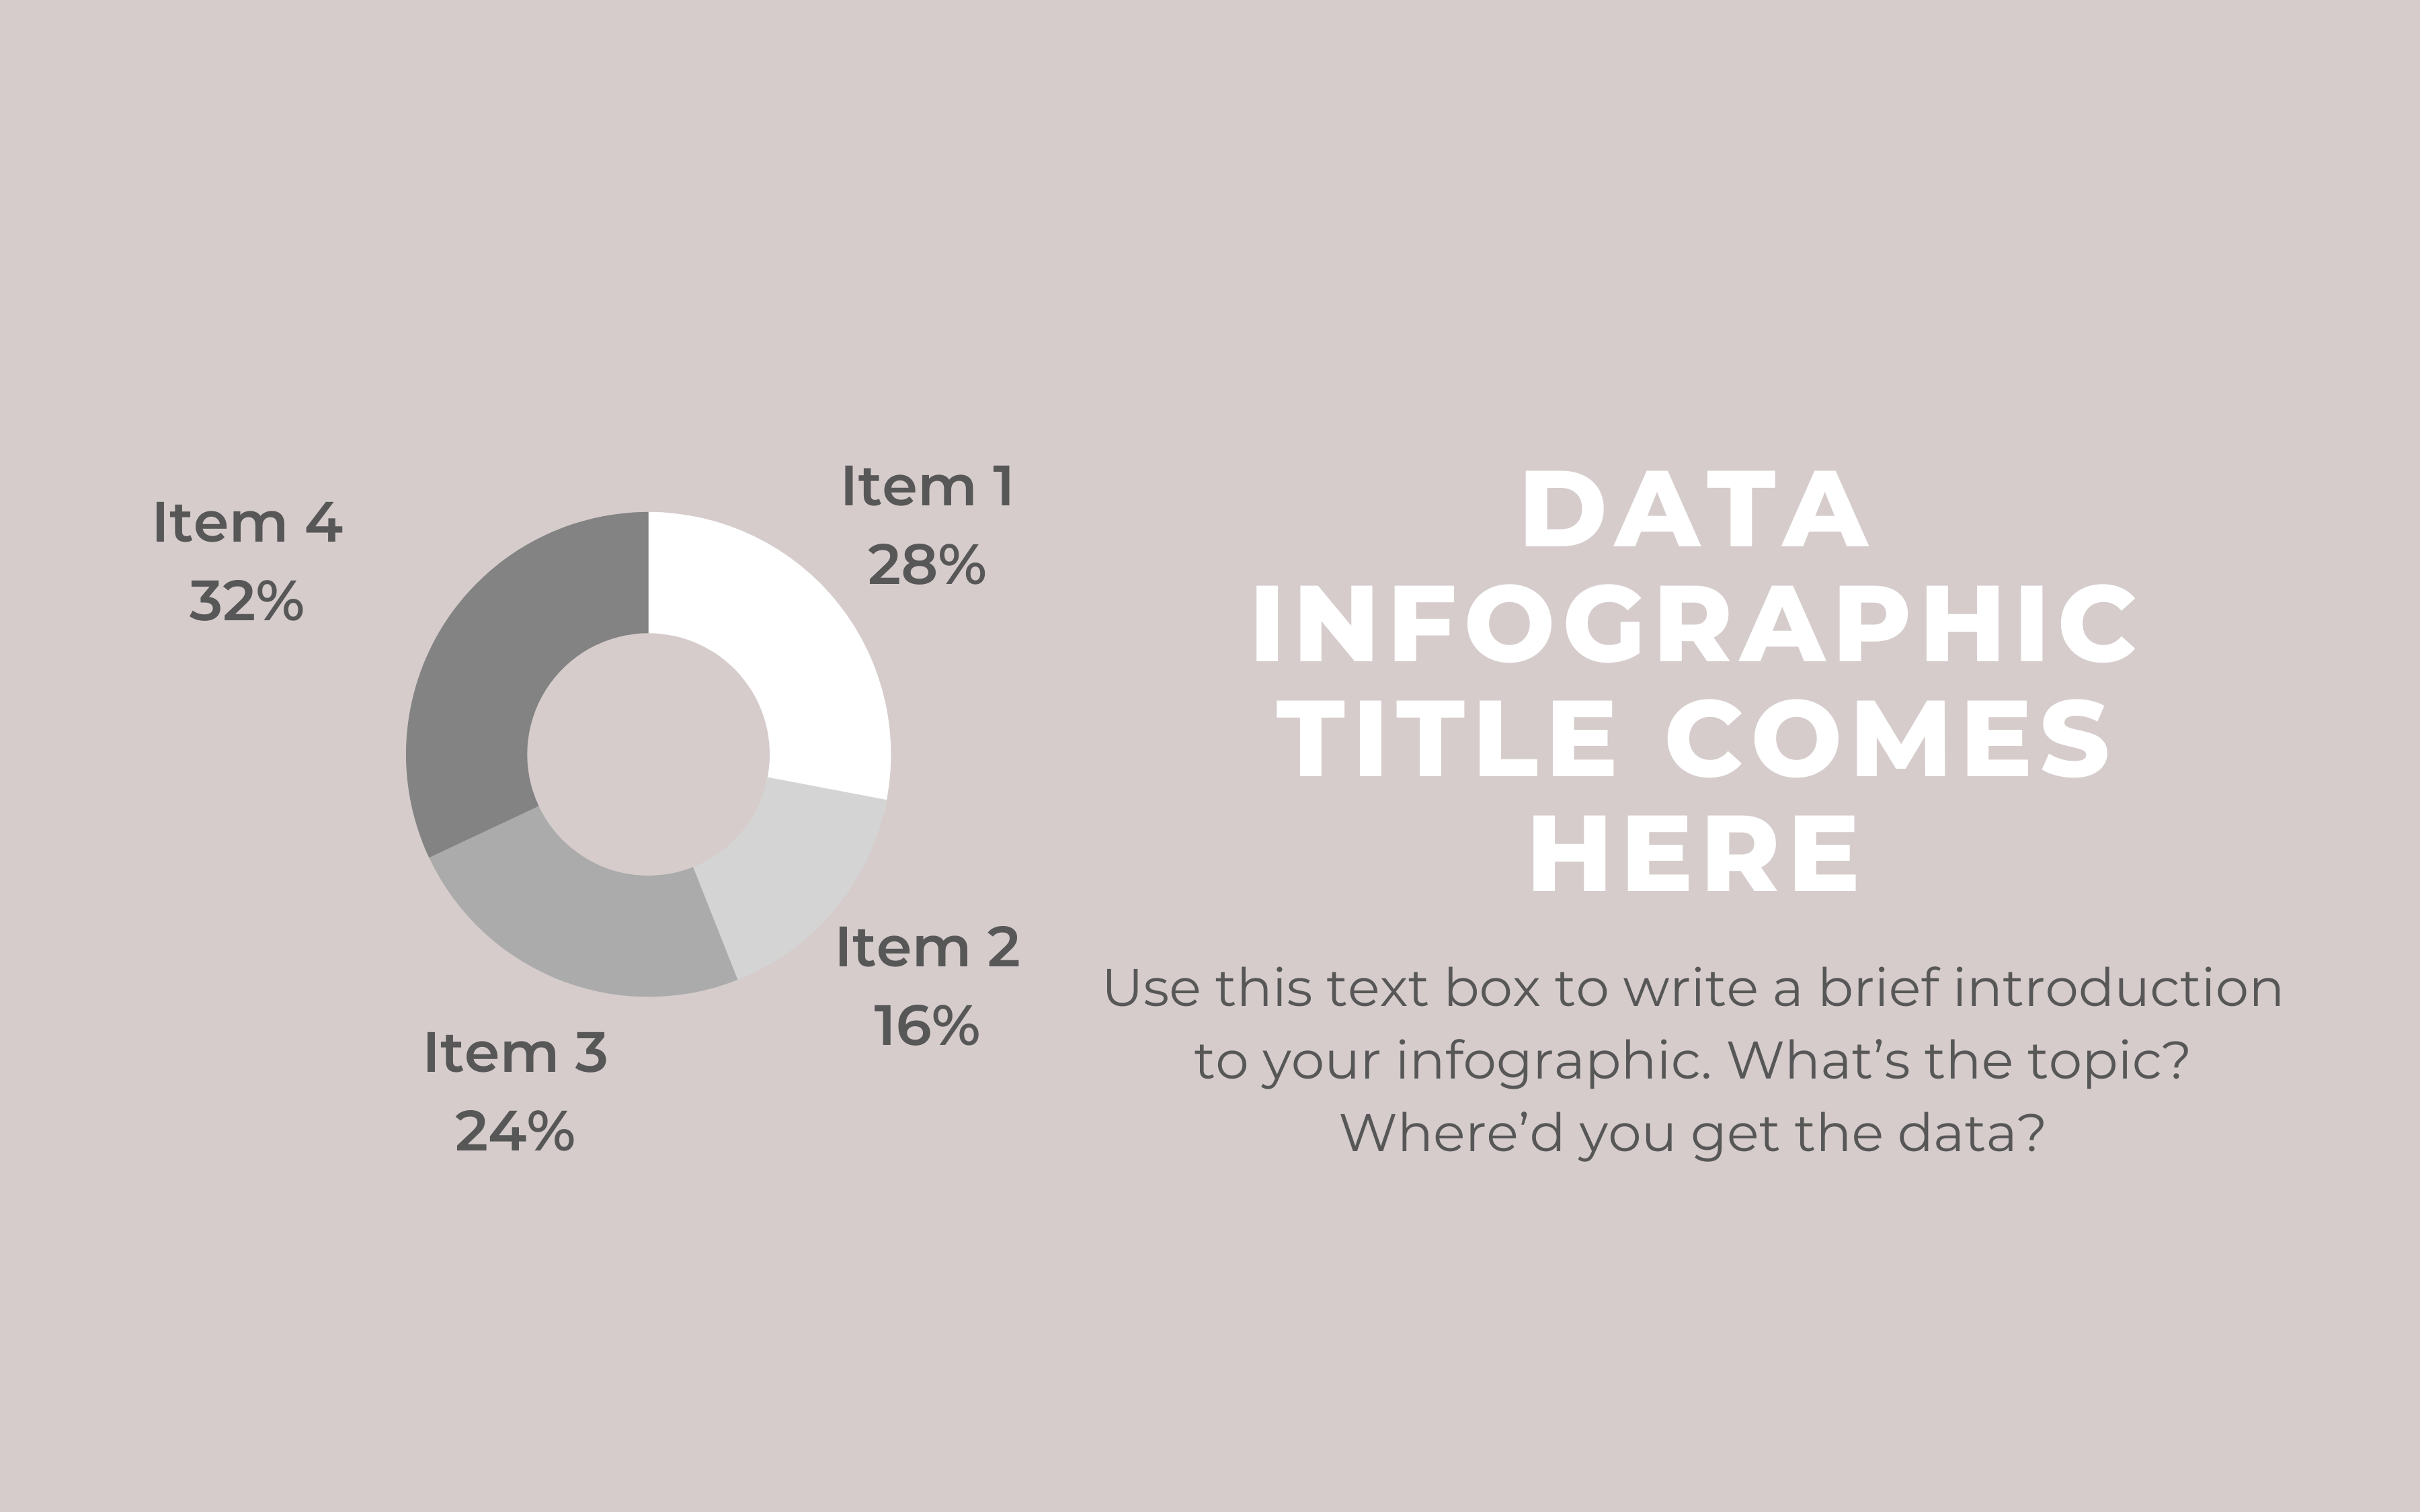 Item 4
32%
Item 1
28%
Item 2
16%
Item 3
24%
DATA
INFOGRAPHIC
TITLE COMES
HERE
Use this text box to write a brief introduction
to your infographic. What’s the topic?
Where’d you get the data?